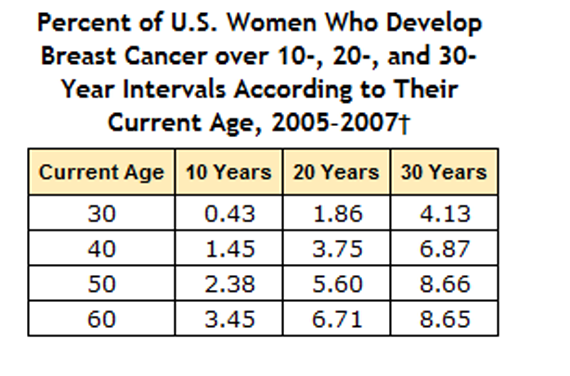 Percent of U.S. Women Who Develop
Breast Cancer over 10-, 20-, and 30-
Year Intervals According to Their
Current Age, 2005-2007†
Current Age 10 Years 20 Years 30 Years
30 0.43 1.86 4.13
40 1.45 3.75 6.87
50 2.38 5.60 8.66
60 3.45 6.71 8.65